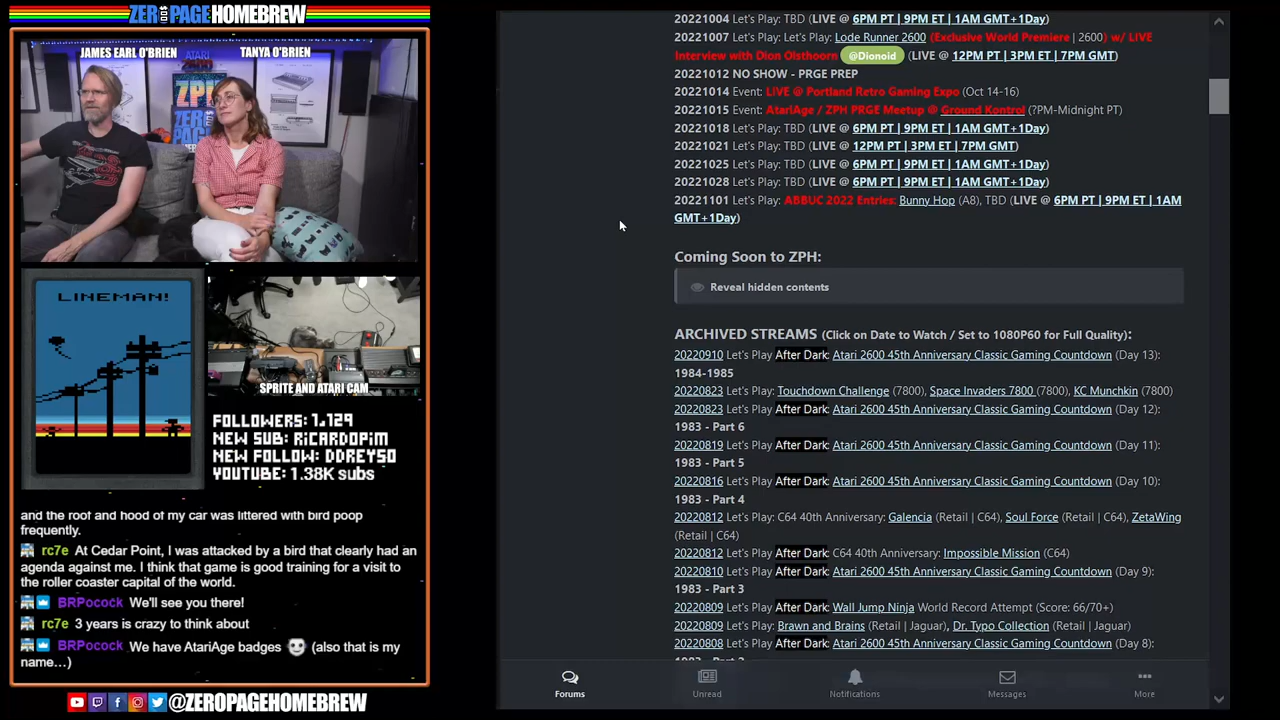 ZERO PAGE HOMEBREW
JAMES EARL O'BRIEN
TANYA O'BRIEN
ATARI
ZPH
LINEMAN!
SPRITE AND ATARI CAM
FOLLOWERS: 1,129
NEW SUB: RICARDOPIM
NEW FOLLOW: DDREYSO
YOUTUBE: 1.38K subs
and the roof and hood of my car was littered with bird poop
frequently.
rc7e At Cedar Point, I was attacked by a bird that clearly had an
agenda against me. I think that game is good training for a visit to
the roller coaster capital of the world.
BRPocock We'll see you there!
rc7e 3 years is crazy to think about
BRPocock We have AtariAge badges (also that is my
name…)
@ZEROPAGEHOMEBREW
20221004 Let's Play: TBD (LIVE @ 6PM PT | 9PM ET | 1AM GMT+1Day)
20221007 Let's Play: Let's Play: Lode Runner 2600 (Exclusive World Premiere | 2600) w/ LIVE
Interview with Dion Olsthoorn @Dionoid (LIVE @ 12PM PT | 3PM ET | 7PM GMT)
20221012 NO SHOW - PRGE PREP
20221014 Event: LIVE @ Portland Retro Gaming Expo (Oct 14-16)
20221015 Event: AtariAge / ZPH PRGE Meetup @ Ground Kontrol (?PM-Midnight PT)
20221018 Let's Play: TBD (LIVE @ 6PM PT | 9PM ET | 1AM GMT+1Day)
20221021 Let's Play: TBD (LIVE @ 12PM PT | 3PM ET | 7PM GMT)
20221025 Let's Play: TBD (LIVE @ 6PM PT | 9PM ET | 1AM GMT+1Day)
20221028 Let's Play: TBD (LIVE @ 6PM PT | 9PM ET | 1AM GMT+1Day)
20221101 Let's Play: ABBUC 2022 Entries: Bunny Hop (A8), TBD (LIVE @ 6PM PT | 9PM ET | 1AM
GMT+1Day)
Coming Soon to ZPH:
Reveal hidden contents
ARCHIVED STREAMS (Click on Date to Watch / Set to 1080P60 for Full Quality):
20220910 Let's Play After Dark: Atari 2600 45th Anniversary Classic Gaming Countdown (Day 13):
1984-1985
20220823 Let's Play: Touchdown Challenge (7800), Space Invaders 7800 (7800), KC Munchkin (7800)
20220823 Let's Play After Dark: Atari 2600 45th Anniversary Classic Gaming Countdown (Day 12):
1983 - Part 6
20220819 Let's Play After Dark: Atari 2600 45th Anniversary Classic Gaming Countdown (Day 11):
1983 - Part 5
20220816 Let's Play After Dark: Atari 2600 45th Anniversary Classic Gaming Countdown (Day 10):
1983 - Part 4
20220812 Let's Play: C64 40th Anniversary: Galencia (Retail | C64), Soul Force (Retail | C64), ZetaWing
(Retail | C64)
20220812 Let's Play After Dark: C64 40th Anniversary: Impossible Mission (C64)
20220810 Let's Play After Dark: Atari 2600 45th Anniversary Classic Gaming Countdown (Day 9):
1983 - Part 3
20220809 Let's Play After Dark: Wall Jump Ninja World Record Attempt (Score: 66/70+)
20220809 Let's Play: Brawn and Brains (Retail | Jaguar), Dr. Typo Collection (Retail | Jaguar)
20220808 Let's Play After Dark: Atari 2600 45th Anniversary Classic Gaming Countdown (Day 8):
Forums
Unread
Notifications
Messages
More